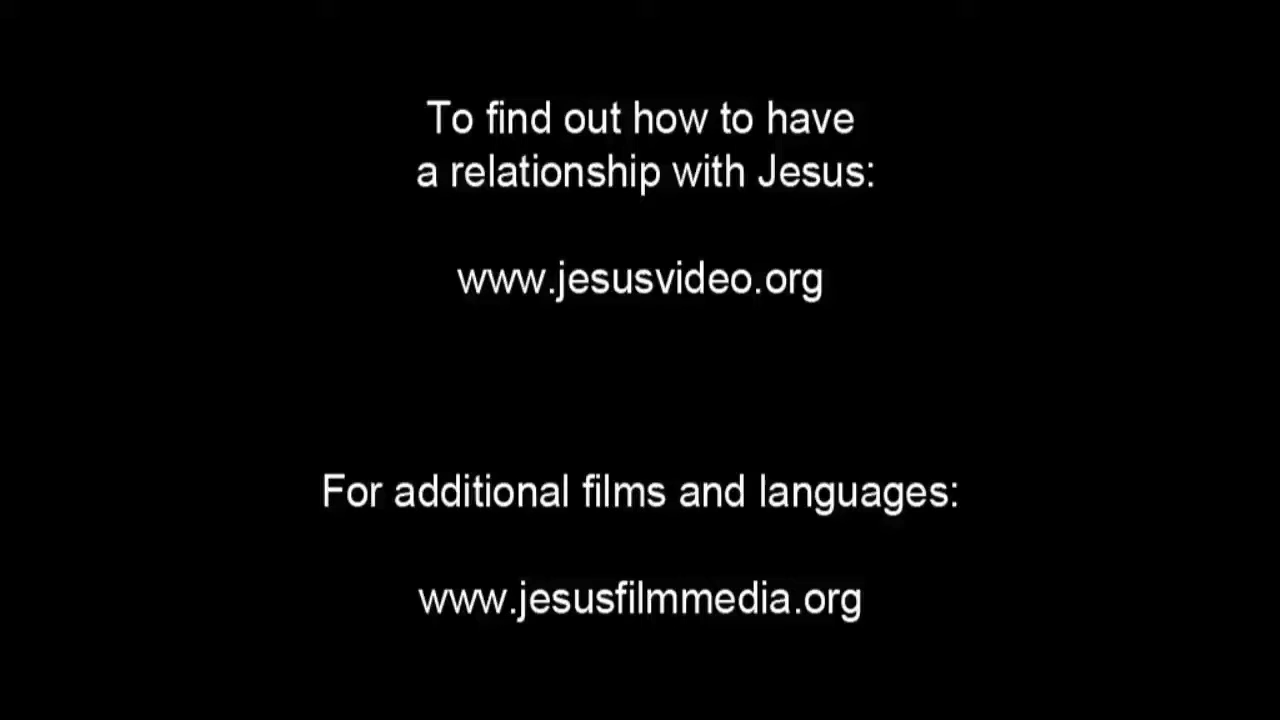 To find out how to have
a relationship with Jesus:
www.jesusvideo.org
For additional films and languages:
www.jesusfilmmedia.org